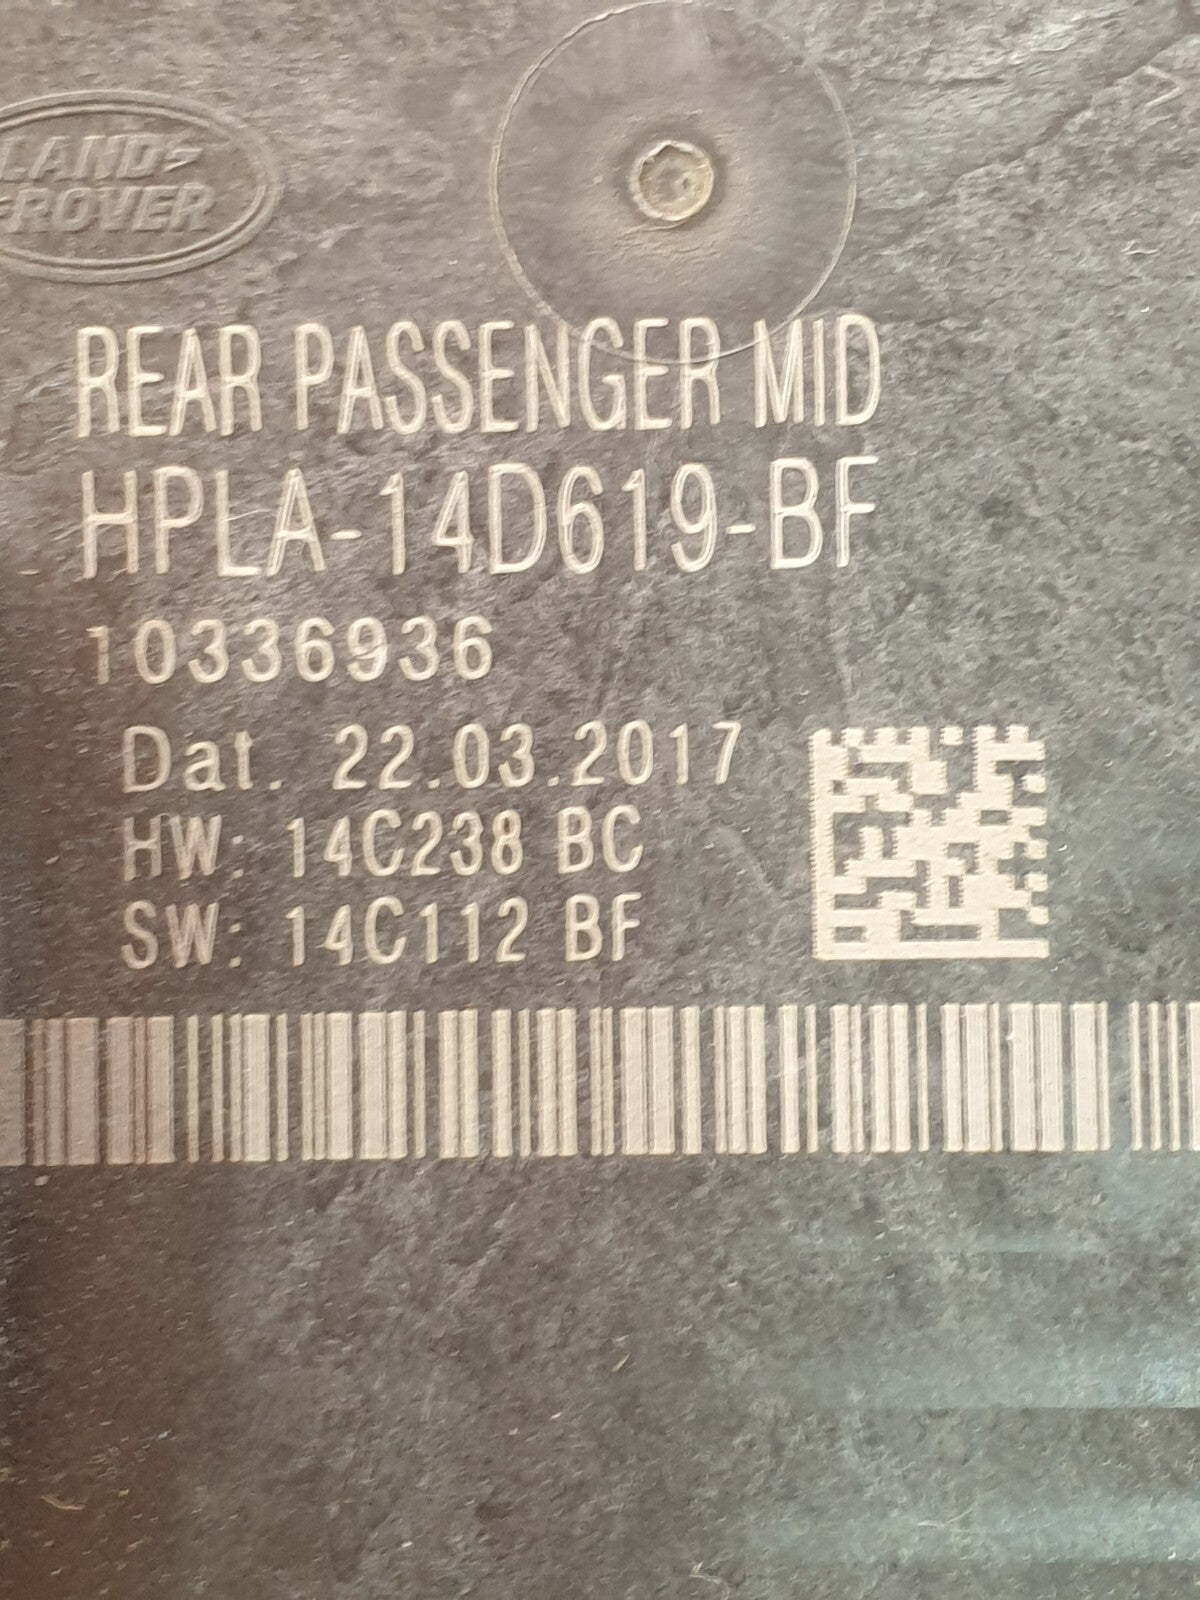 LAND
ROVER
REAR PASSENGER MID
HPLA-14D619-BF
10336936
Dat. 22.03.2017
HW: 14C238 BC
SW: 14C112 BF